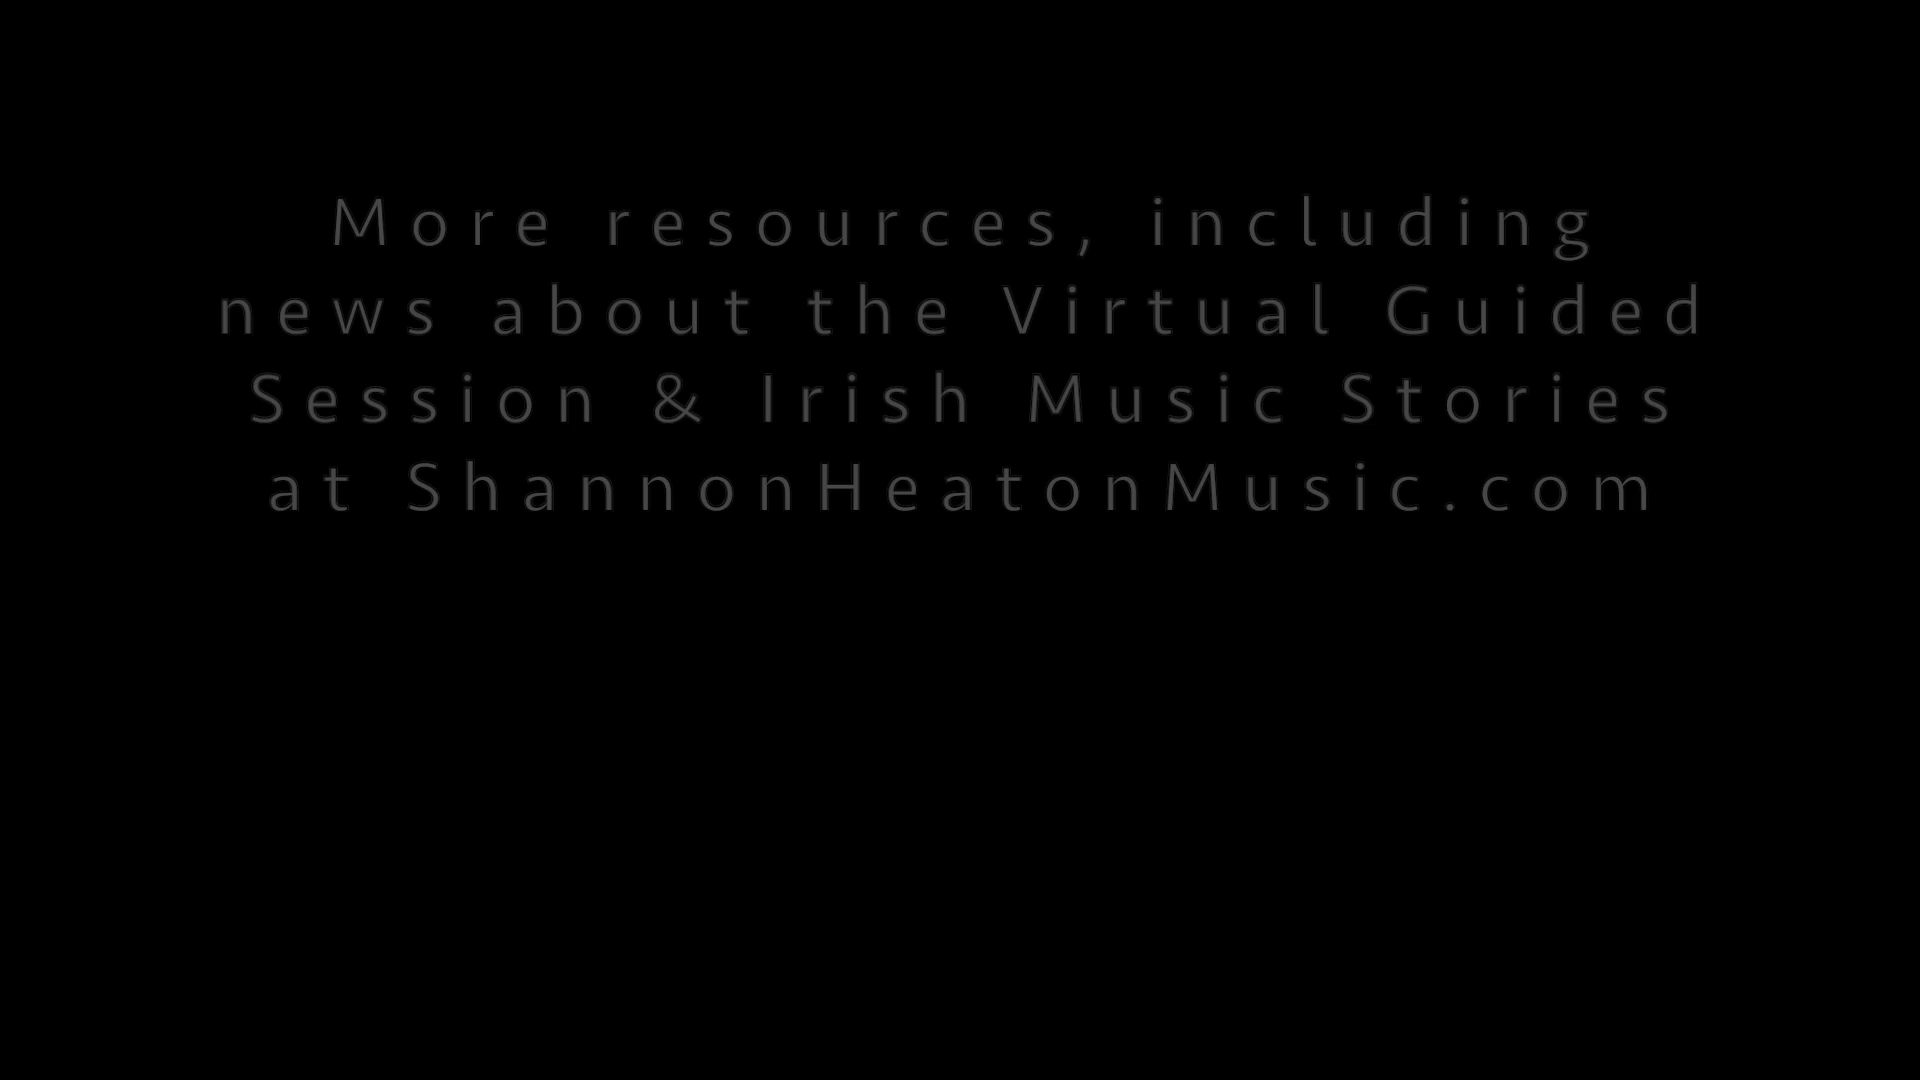 More resources, including
news about the Virtual Guided
Session & Irish Music Stories
at ShannonHeatonMusic.com